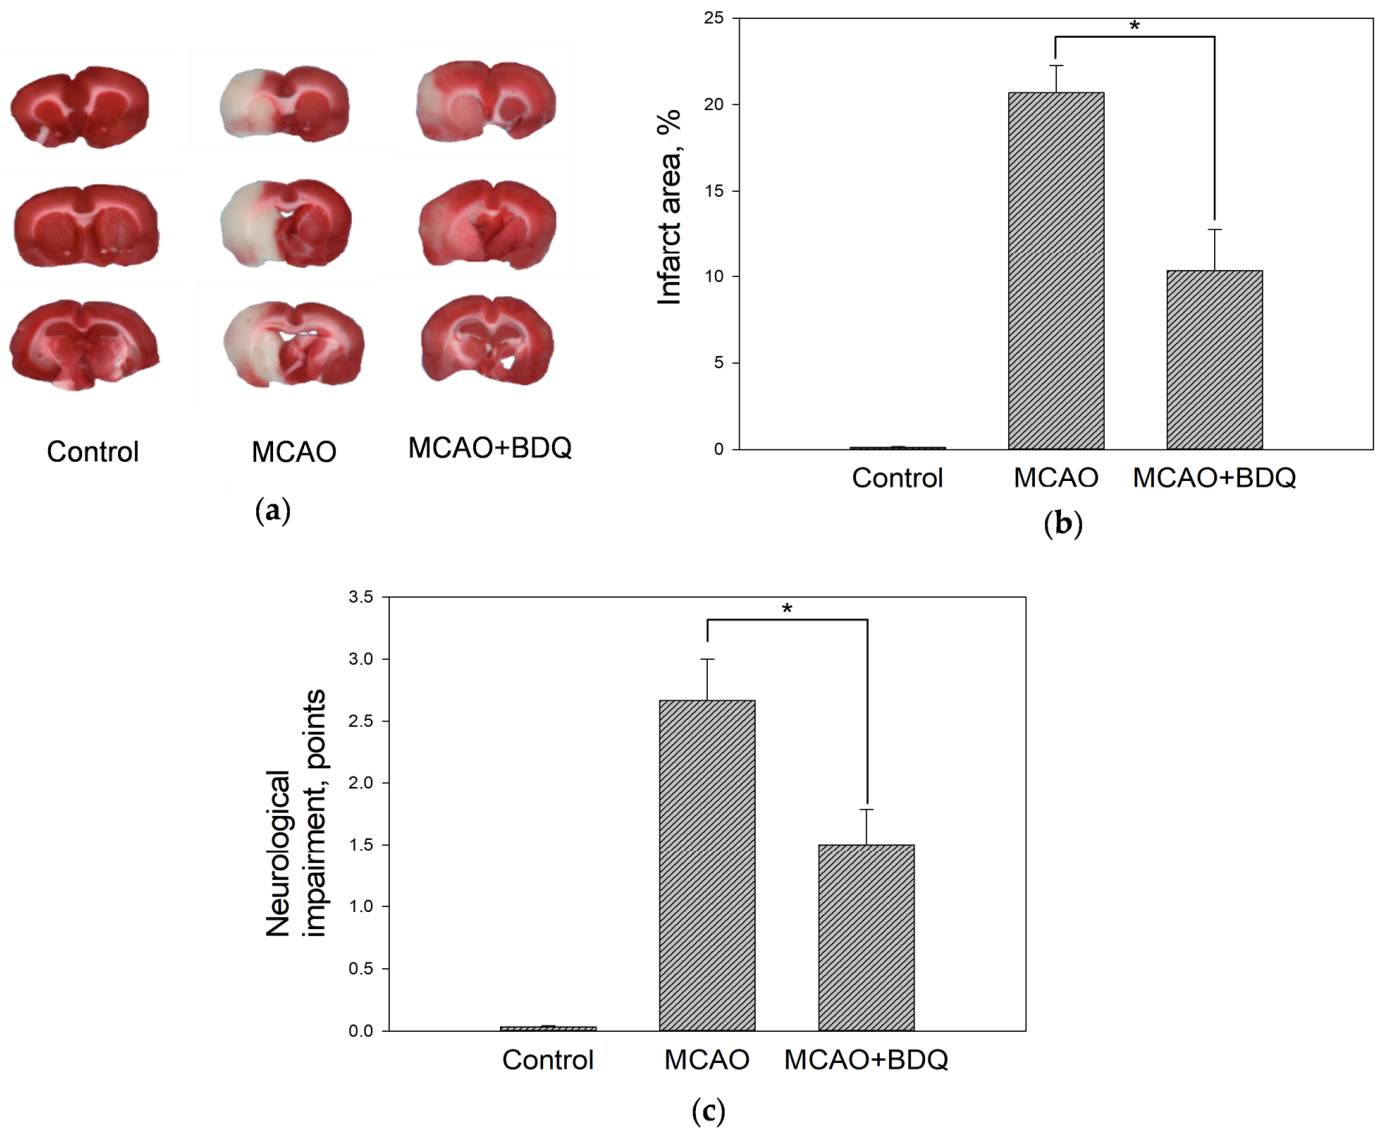 Control
MCAO
MCAO+BDQ
(a)
25
20
15
10
5
0
Infarct area, %
*
Control
MCAO
MCAO+BDQ
(b)
3.5
3.0
2.5
2.0
1.5
1.0
0.5
0.0
Neurological
impairment, points
*
Control
MCAO
MCAO+BDQ
(c)